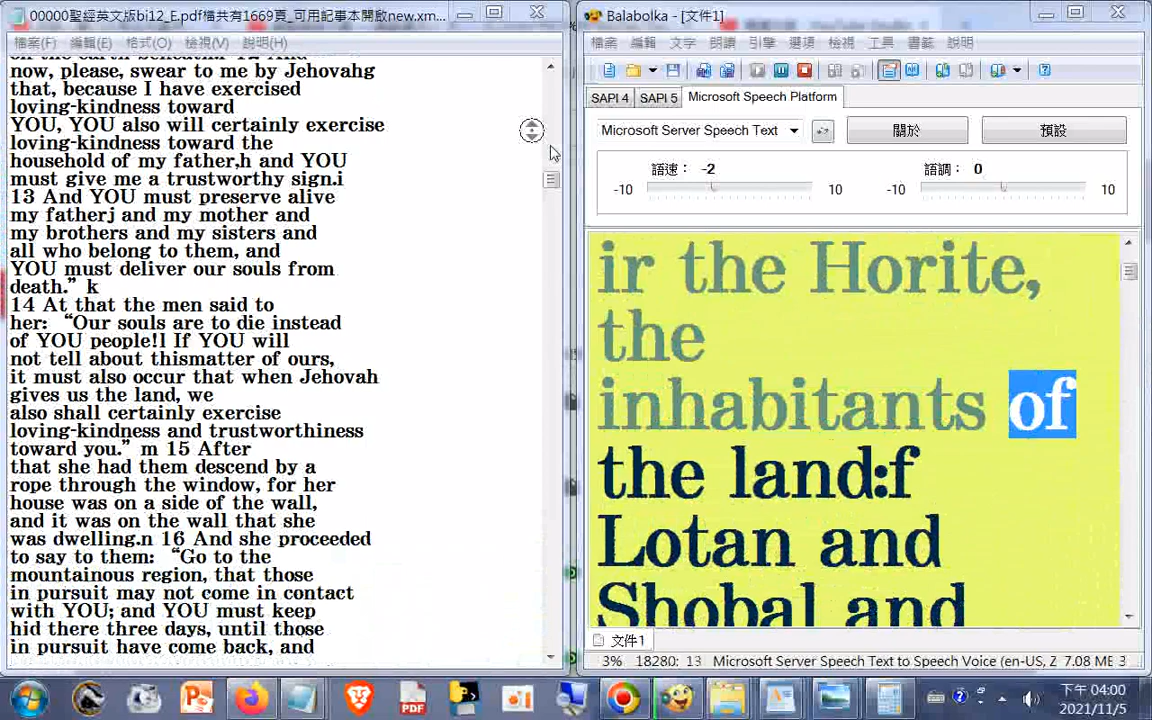 00000聖經英文版bi12_E.pdf檔共有1669頁_可用記事本開啟new.xm...
檔案(F) 編輯(E) 格式(O) 檢視(V) 說明(H)
now, please, swear to me by Jehovahg
that, because I have exercised
loving-kindness toward
YOU, YOU also will certainly exercise
loving-kindness toward the
household of my father,h and YOU
must give me a trustworthy sign.i
13 And YOU must preserve alive
my fatherj and my mother and
my brothers and my sisters and
all who belong to them, and
YOU must deliver our souls from
death.” k
14 At that the men said to
her: “Our souls are to die instead
of YOU people!l If YOU will
not tell about thismatter of ours,
it must also occur that when Jehovah
gives us the land, we
also shall certainly exercise
loving-kindness and trustworthiness
toward you.” m 15 After
that she had them descend by a
rope through the window, for her
house was on a side of the wall,
and it was on the wall that she
was dwelling.n 16 And she proceeded
to say to them: “Go to the
mountainous region, that those
in pursuit may not come in contact
with YOU; and YOU must keep
hid there three days, until those
in pursuit have come back, and
Balabolka - [文件1]
檔案 編輯 文字 朗讀 引擎 選項 檢視 工具 書籤 說明
SAPI 4 SAPI 5 Microsoft Speech Platform
Microsoft Server Speech Text 關於 預設
語速： -2 語調： 0
-10 10 -10 10
ir the Horite,
the
inhabitants of
the land:f
Lotan and
Shobal and
文件1
3% 18280: 13 Microsoft Server Speech Text to Speech Voice (en-US, Z 7.08 ME 3
PDF
下午 04:00
2021/11/5